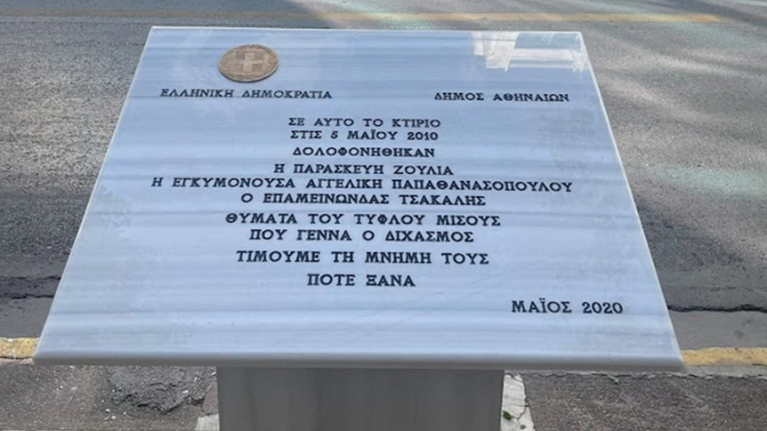 ΕΛΛΗΝΙΚΗ ΔΗΜΟΚΡΑΤΙΑ ΔΗΜΟΣ ΑΘΗΝΑΙΩΝ
ΣΕ ΑΥΤΟ ΤΟ ΚΤΙΡΙΟ
ΣΤΙΣ 5 ΜΑΪΟΥ 2010
ΔΟΛΟΦΟΝΗΘΗΚΑΝ
Η ΠΑΡΑΣΚΕΥΗ ΖΟΥΛΙΑ
Η ΕΓΚΥΜΟΝΟΥΣΑ ΑΓΓΕΛΙΚΗ ΠΑΠΑΘΑΝΑΣΟΠΟΥΛΟΥ
Ο ΕΠΑΜΕΙΝΩΝΔΑΣ ΤΣΑΚΑΛΗΣ
ΘΥΜΑΤΑ ΤΟΥ ΤΥΦΛΟΥ ΜΙΣΟΥΣ
ΠΟΥ ΓΕΝΝΑ Ο ΔΙΧΑΣΜΟΣ
ΤΙΜΟΥΜΕ ΤΗ ΜΝΗΜΗ ΤΟΥΣ
ΠΟΤΕ ΞΑΝΑ
ΜΑΪΟΣ 2020